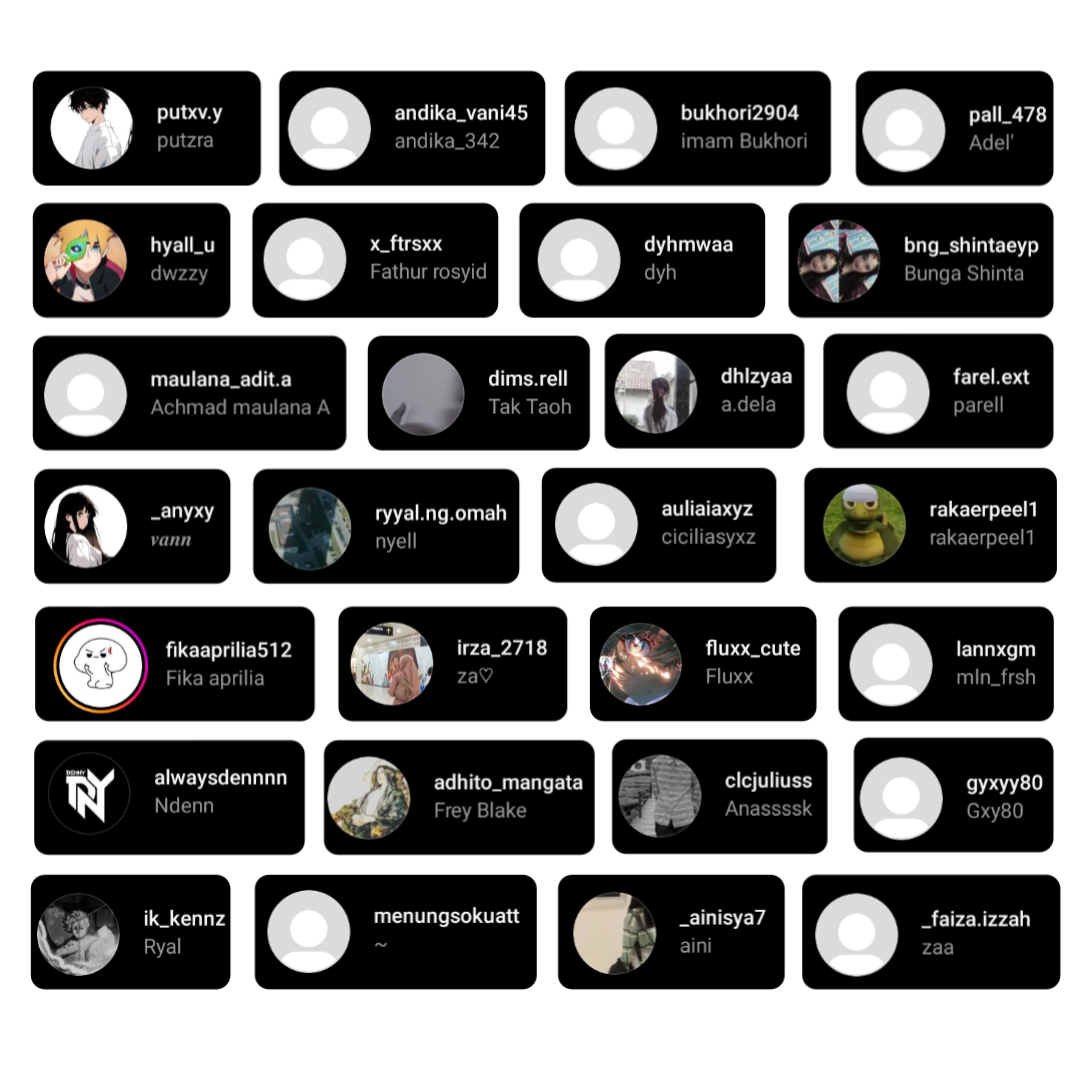 putxv.y
putzra
andika_vani45
andika_342
bukhori2904
imam Bukhori
pall_478
Adel'
hyall_u
dwzzy
x_ftrsxx
Fathur rosyid
dyhmwaa
dyh
bng_shintaeyp
Bunga Shinta
maulana_adit.a
Achmad maulana A
dims.rell
Tak Taoh
dhlzyaa
a.dela
farel.ext
parell
_anyxy
vann
ryyal.ng.omah
nyell
auliaiaxyz
ciciliasyxz
rakaerpeel1
rakaerpeel1
fikaaprilia512
Fika aprilia
irza_2718
za♡
fluxx_cute
Fluxx
lannxgm
mln_frsh
DENNY
DNY
alwaysdennnn
Ndenn
adhito_mangata
Frey Blake
clcjuliuss
Anassssk
gyxyy80
Gxy80
ik_kennz
Ryal
menungsokuatt
~
_ainisya7
aini
_faiza.izzah
zaa